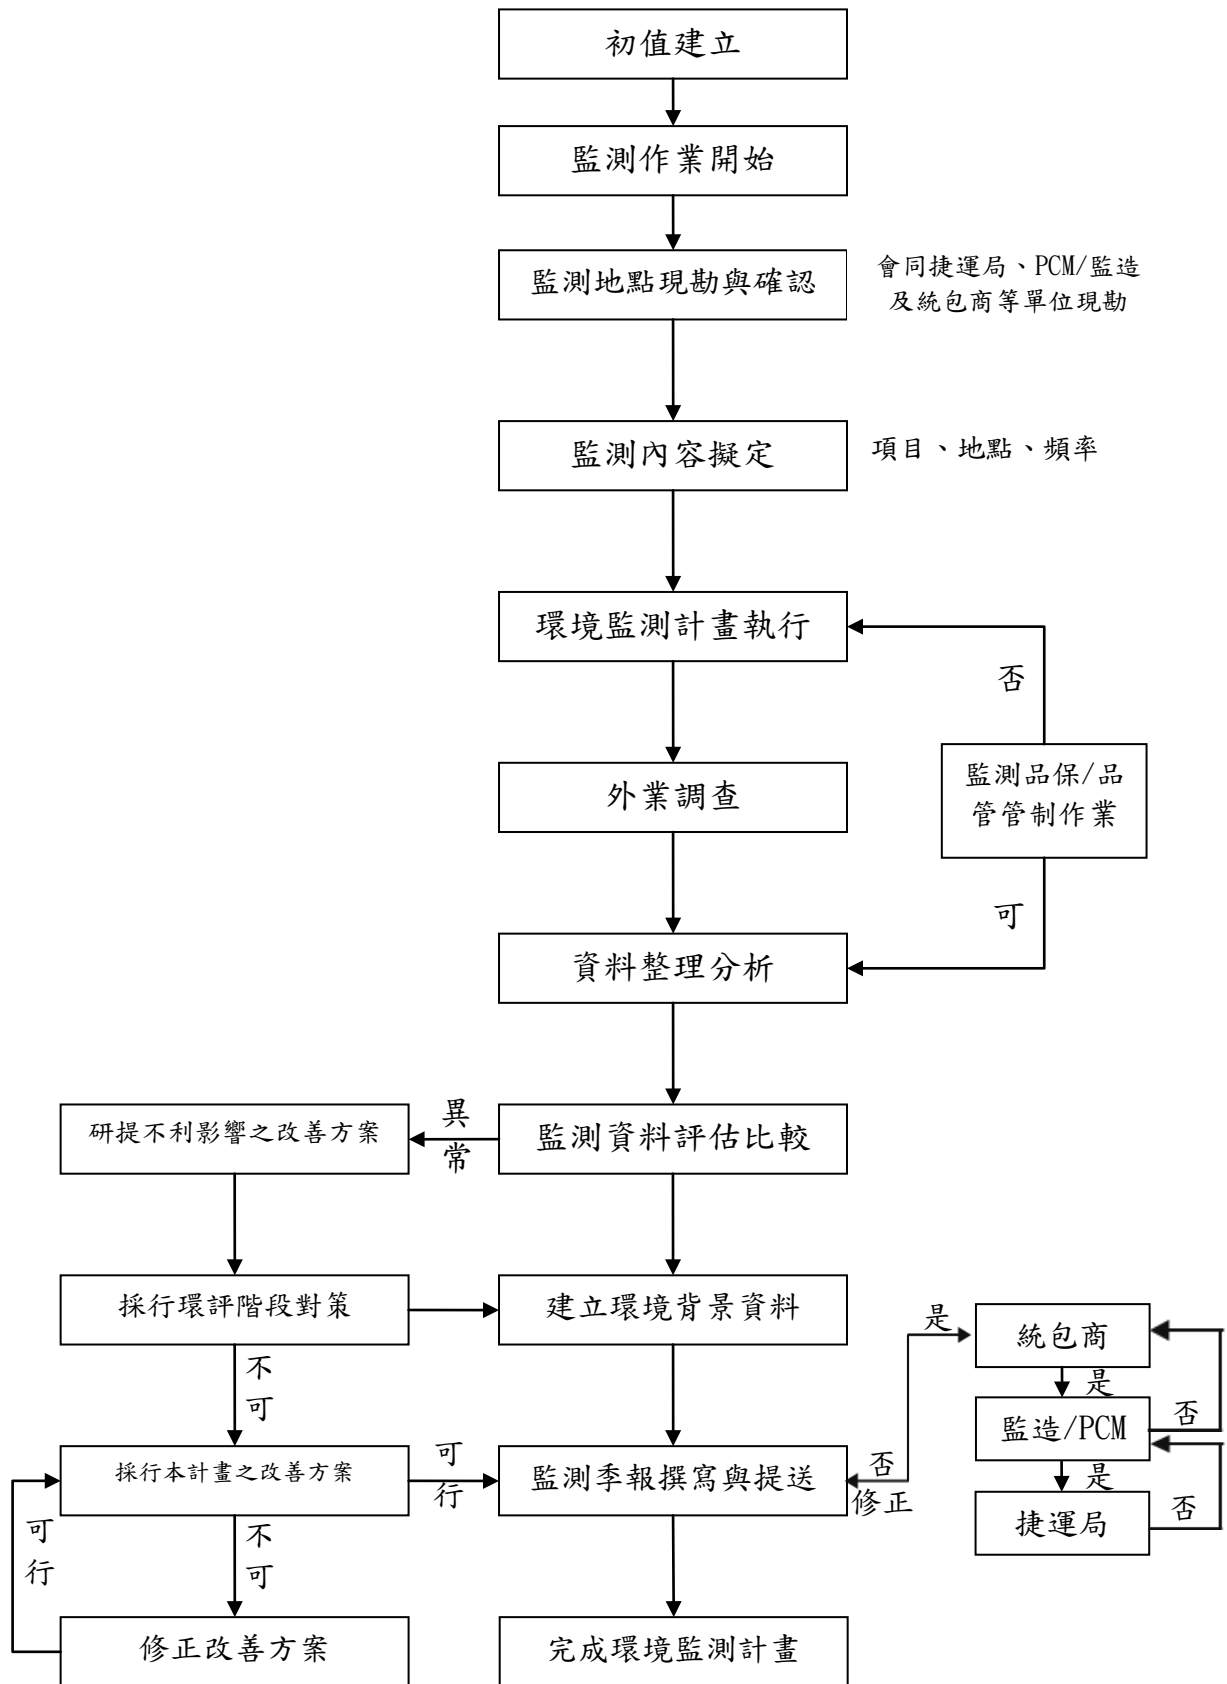 初值建立
監測作業開始
監測地點現勘與確認
會同捷運局、PCM/監造
及統包商等單位現勘
監測內容擬定
項目、地點、頻率
環境監測計畫執行
否
監測品保/品
管管制作業
外業調查
可
資料整理分析
研提不利影響之改善方案
異
常
監測資料評估比較
採行環評階段對策
建立環境背景資料
是
統包商
不
可
是
監造/PCM
否
採行本計畫之改善方案
可
行
監測季報撰寫與提送
否
修正
是
捷運局
否
可
行
不
可
修正改善方案
完成環境監測計畫